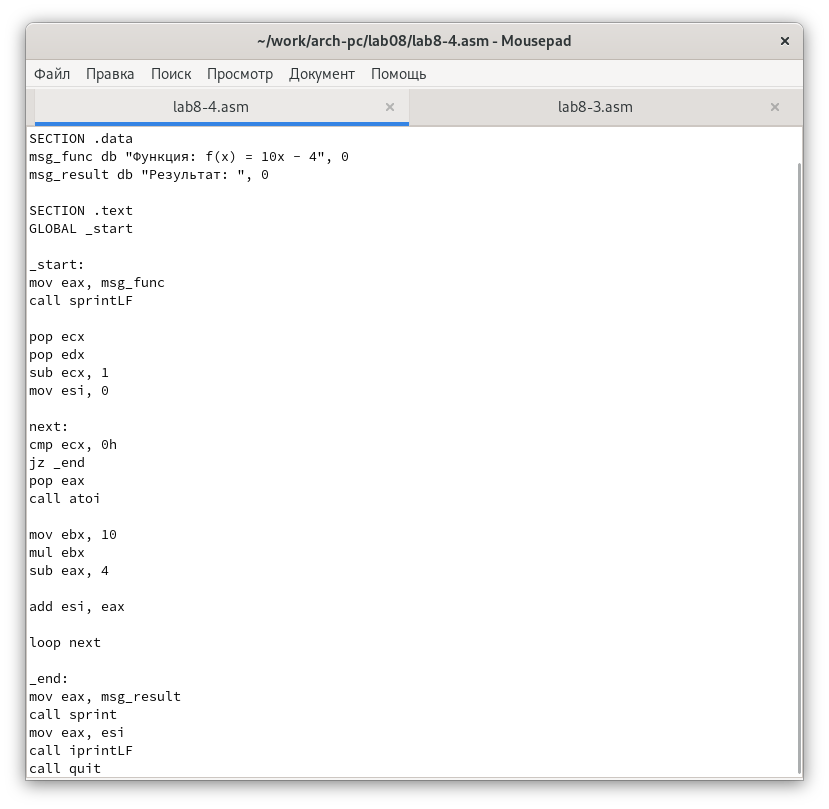 ~/work/arch-pc/lab08/lab8-4.asm - Mousepad
Файл Правка Поиск Просмотр Документ Помощь
lab8-4.asm lab8-3.asm
SECTION .data
msg_func db "Функция: f(x) = 10x - 4", 0
msg_result db "Результат: ", 0
SECTION .text
GLOBAL _start
_start:
mov eax, msg_func
call sprintLF
pop ecx
pop edx
sub ecx, 1
mov esi, 0
next:
cmp ecx, 0h
jz _end
pop eax
call atoi
mov ebx, 10
mul ebx
sub eax, 4
add esi, eax
loop next
_end:
mov eax, msg_result
call sprint
mov eax, esi
call iprintLF
call quit